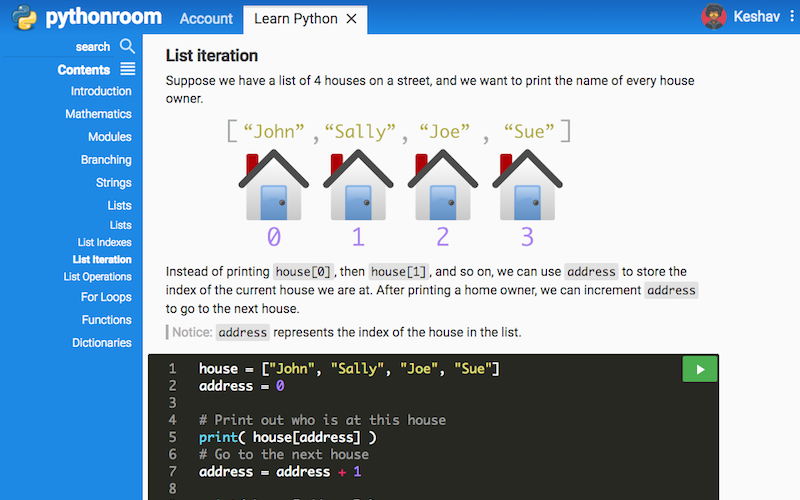 pythonroom
Account
Learn Python
Keshav
search
Contents
Introduction
Mathematics
Modules
Branching
Strings
Lists
Lists
List Indexes
List Iteration
List Operations
For Loops
Functions
Dictionaries
List iteration
Suppose we have a list of 4 houses on a street, and we want to print the name of every house
owner.
[ “John” , “Sally” , “Joe” , “Sue” ]
0 1 2 3
Instead of printing house[0] , then house[1] , and so on, we can use address to store the
index of the current house we are at. After printing a home owner, we can increment address
to go to the next house.
Notice: address represents the index of the house in the list.
1 house = ["John", "Sally", "Joe", "Sue"]
2 address = 0
3
4 # Print out who is at this house
5 print( house[address] )
6 # Go to the next house
7 address = address + 1
8